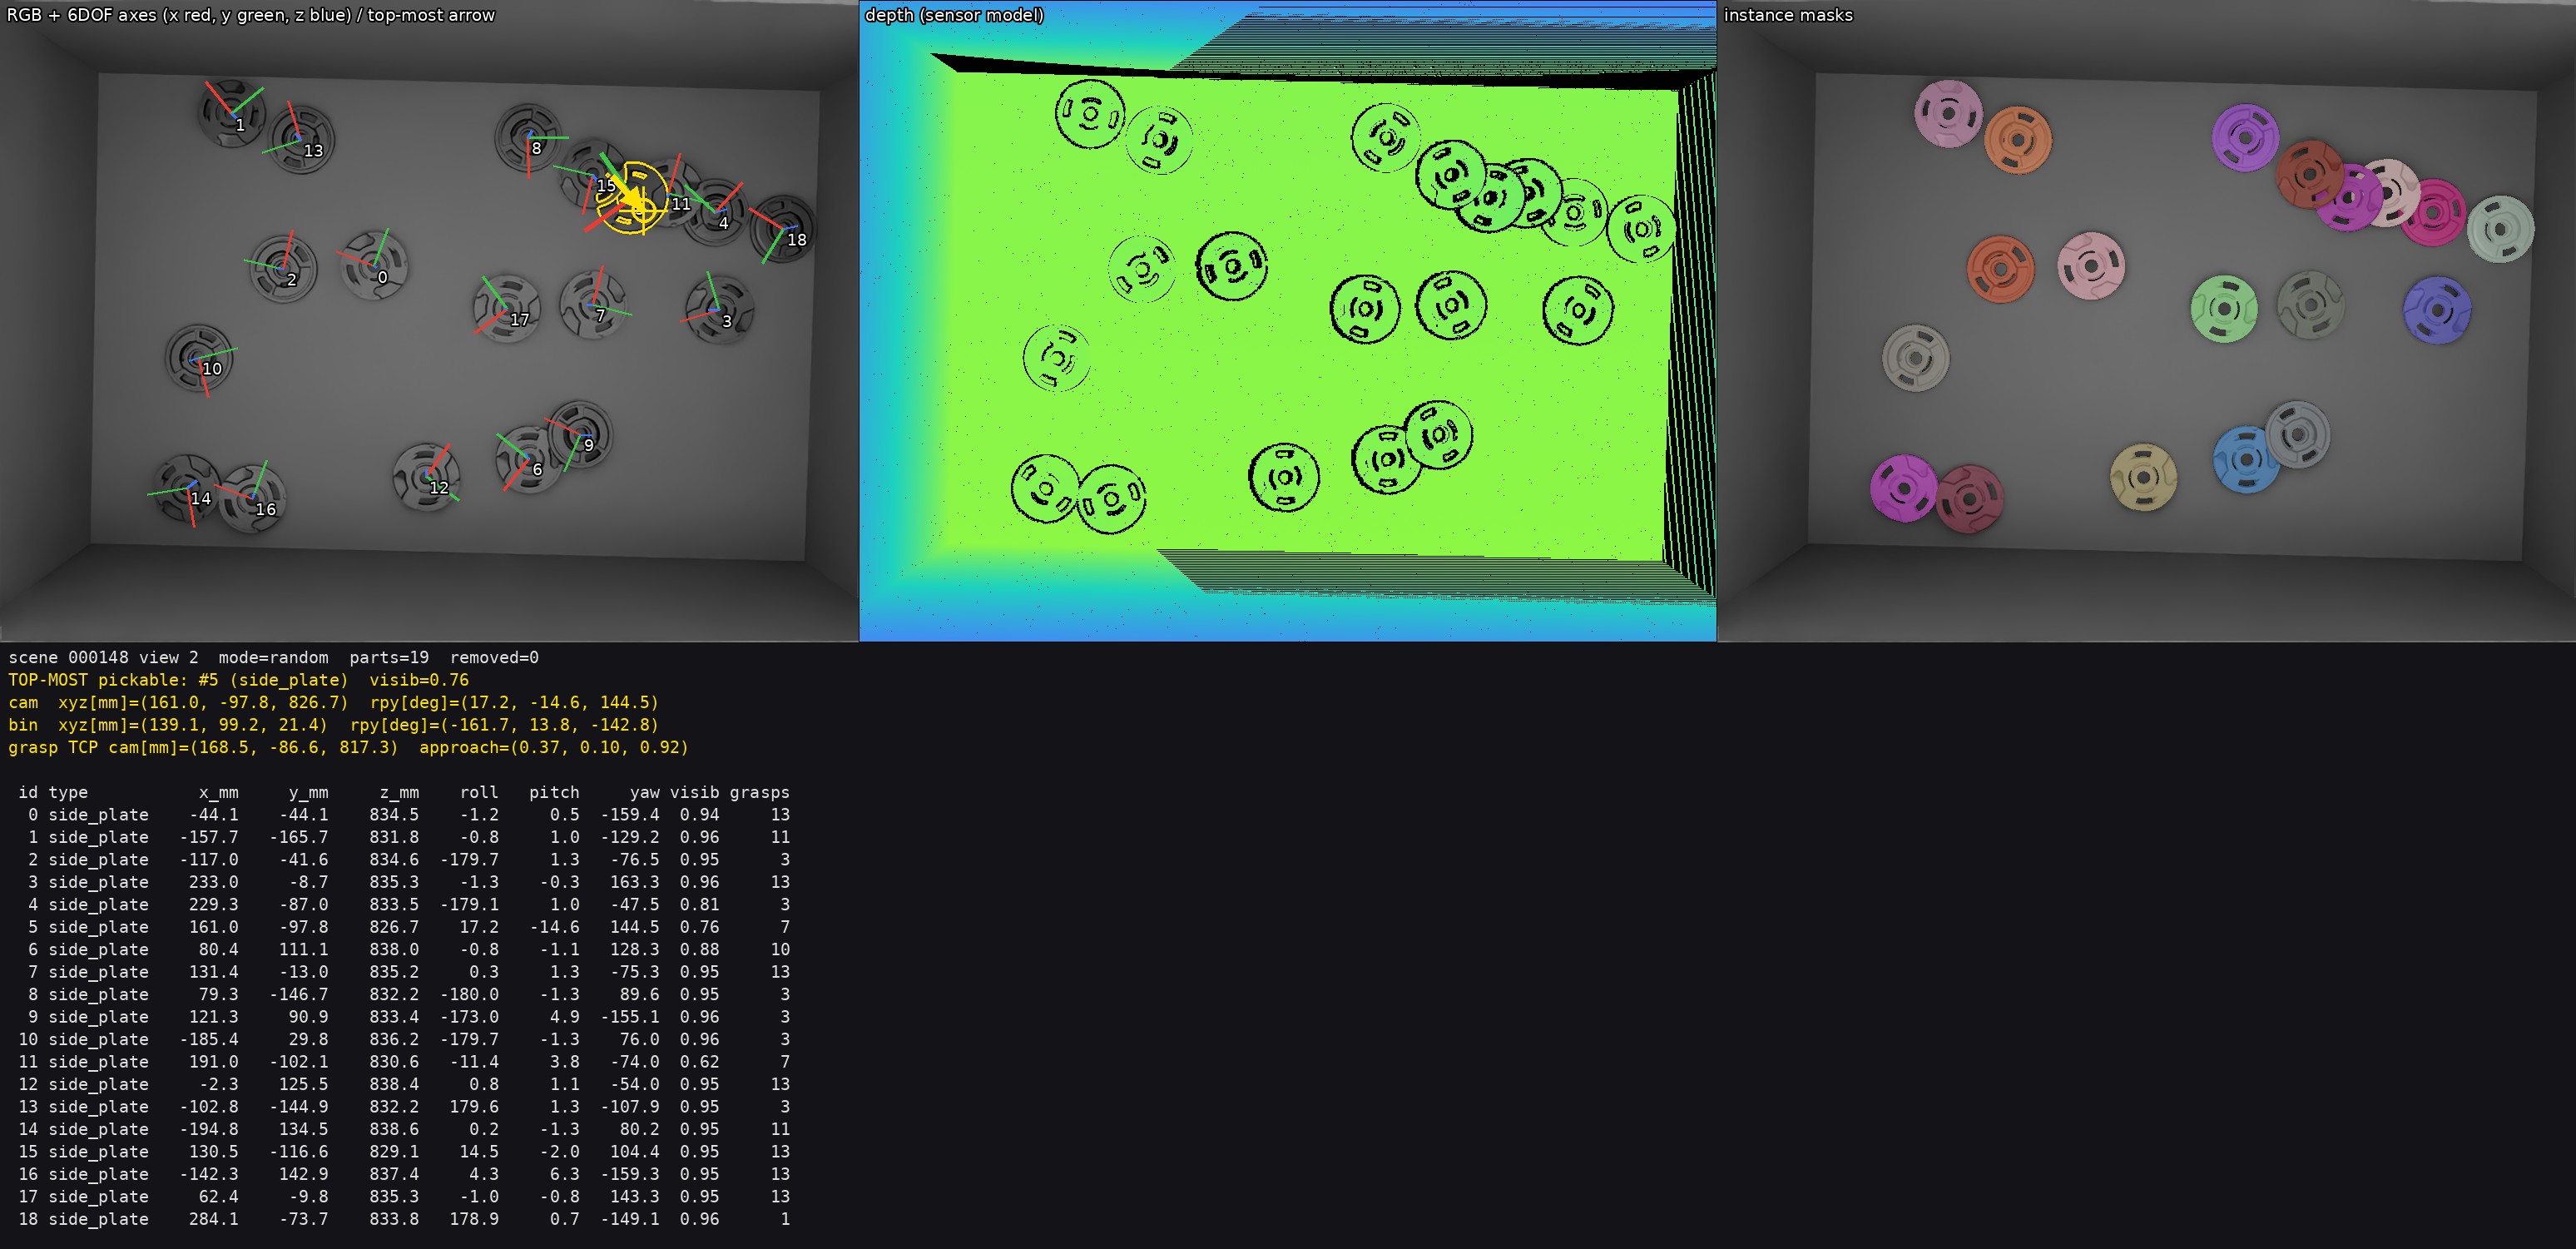 RGB + 6DOF axes (x red, y green, z blue) / top-most arrow
depth (sensor model)
instance masks
1
13
8
15
11
4
18
2
0
17
7
3
10
9
6
12
14
16
scene 000148 view 2  mode=random  parts=19  removed=0
TOP-MOST pickable: #5 (side_plate)  visib=0.76
cam  xyz[mm]=(161.0, -97.8, 826.7)  rpy[deg]=(17.2, -14.6, 144.5)
bin  xyz[mm]=(139.1, 99.2, 21.4)  rpy[deg]=(-161.7, 13.8, -142.8)
grasp TCP cam[mm]=(168.5, -86.6, 817.3)  approach=(0.37, 0.10, 0.92)
id type x_mm y_mm z_mm roll pitch yaw visib grasps
0 side_plate -44.1 -44.1 834.5 -1.2 0.5 -159.4 0.94 13
1 side_plate -157.7 -165.7 831.8 -0.8 1.0 -129.2 0.96 11
2 side_plate -117.0 -41.6 834.6 -179.7 1.3 -76.5 0.95 3
3 side_plate 233.0 -8.7 835.3 -1.3 -0.3 163.3 0.96 13
4 side_plate 229.3 -87.0 833.5 -179.1 1.0 -47.5 0.81 3
5 side_plate 161.0 -97.8 826.7 17.2 -14.6 144.5 0.76 7
6 side_plate 80.4 111.1 838.0 -0.8 -1.1 128.3 0.88 10
7 side_plate 131.4 -13.0 835.2 0.3 1.3 -75.3 0.95 13
8 side_plate 79.3 -146.7 832.2 -180.0 -1.3 89.6 0.95 3
9 side_plate 121.3 90.9 833.4 -173.0 4.9 -155.1 0.96 3
10 side_plate -185.4 29.8 836.2 -179.7 -1.3 76.0 0.96 3
11 side_plate 191.0 -102.1 830.6 -11.4 3.8 -74.0 0.62 7
12 side_plate -2.3 125.5 838.4 0.8 1.1 -54.0 0.95 13
13 side_plate -102.8 -144.9 832.2 179.6 1.3 -107.9 0.95 3
14 side_plate -194.8 134.5 838.6 0.2 -1.3 80.2 0.95 11
15 side_plate 130.5 -116.6 829.1 14.5 -2.0 104.4 0.95 13
16 side_plate -142.3 142.9 837.4 4.3 6.3 -159.3 0.95 13
17 side_plate 62.4 -9.8 835.3 -1.0 -0.8 143.3 0.95 13
18 side_plate 284.1 -73.7 833.8 178.9 0.7 -149.1 0.96 1